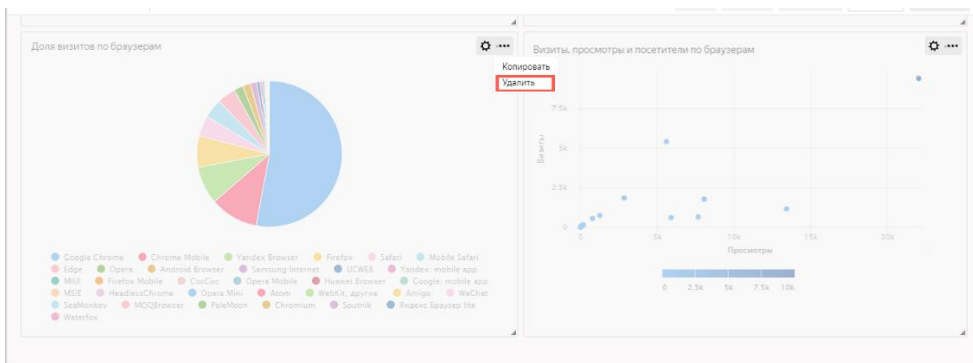 Доля визитов по браузерам
Копировать
Удалить
Google Chrome Chrome Mobile Yandex Browser Firefox Safari Mobile Safari
Edge Opera Android Browser Samsung Internet UCWEB Yandex: mobile app
MIUI Firefox Mobile CocCoc Opera Mobile Huawei Browser Google: mobile app
MSIE HeadlessChrome Opera Mini Atom WebKit, другие Amigo WeChat
SeaMonkey MQQBrowser PaleMoon Chromium Sputnik Яндекс.Браузер lite
Waterfox
Визиты, просмотры и посетители по браузерам
Визиты
7.5k
5k
2.5k
0
0 5k 10k 15k 20k
Просмотры
0 2.5k 5k 7.5k 10k